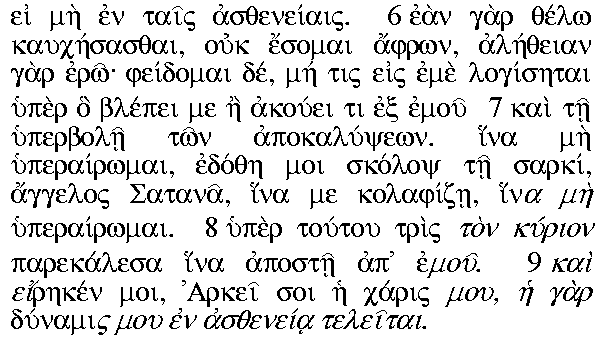 εἰ μὴ ἐν ταῖς ἀσθενείαις. 6 ἐὰν γὰρ θέλω
καυχήσασθαι, οὐκ ἔσομαι ἄφρων, ἀλήθειαν
γὰρ ἐρῶ· φείδομαι δέ, μή τις εἰς ἐμὲ λογίσηται
ὑπὲρ ὃ βλέπει με ἢ ἀκούει τι ἐξ ἐμοῦ 7 καὶ τῇ
ὑπερβολῇ τῶν ἀποκαλύψεων. ἵνα μὴ
ὑπεραίρωμαι, ἐδόθη μοι σκόλοψ τῇ σαρκί,
ἄγγελος Σατανᾶ, ἵνα με κολαφίζῃ, ἵνα μὴ
ὑπεραίρωμαι. 8 ὑπὲρ τούτου τρὶς τὸν κύριον
παρεκάλεσα ἵνα ἀποστῇ ἀπ' ἐμοῦ. 9 καὶ
εἴρηκέν μοι, Ἀρκεῖ σοι ἡ χάρις μου, ἡ γὰρ
δύναμις μου ἐν ἀσθενείᾳ τελεῖται.